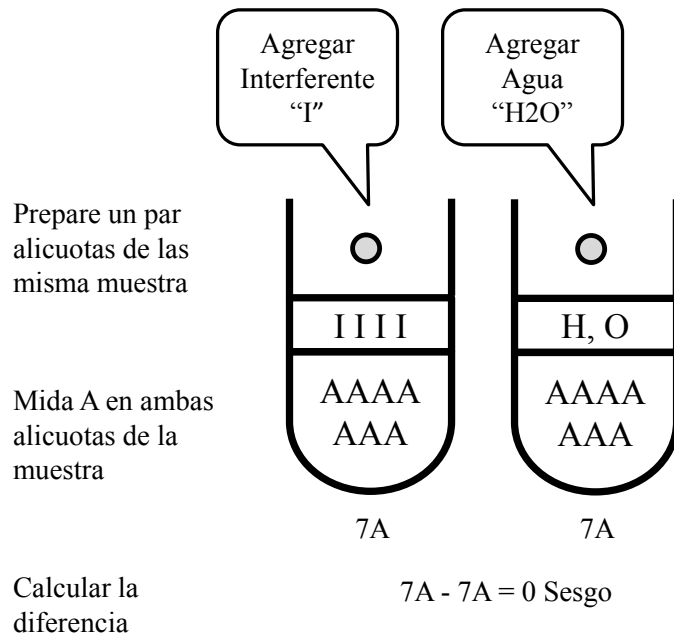 Agregar
Interferente
“I”
Agregar
Agua
“H2O”
Prepare un par
alicuotas de las
misma muestra
I I I I
H, O
Mida A en ambas
alicuotas de la
muestra
AAAA
AAA
AAAA
AAA
7A
7A
Calcular la
diferencia
7A - 7A = 0 Sesgo